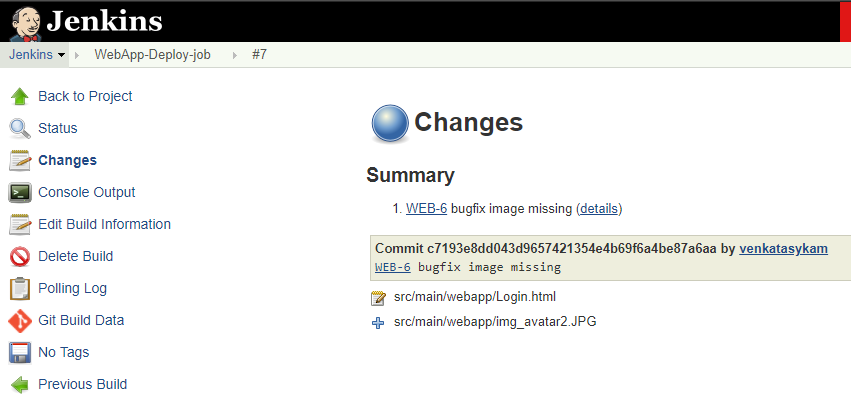 Jenkins
Jenkins WebApp-Deploy-job #7
Back to Project
Status
Changes
Console Output
Edit Build Information
Delete Build
Polling Log
Git Build Data
No Tags
Previous Build
Changes
Summary
1. WEB-6 bugfix image missing (details)
Commit c7193e8dd043d9657421354e4b69f6a4be87a6aa by venkatasykam
WEB-6 bugfix image missing
src/main/webapp/Login.html
src/main/webapp/img_avatar2.JPG